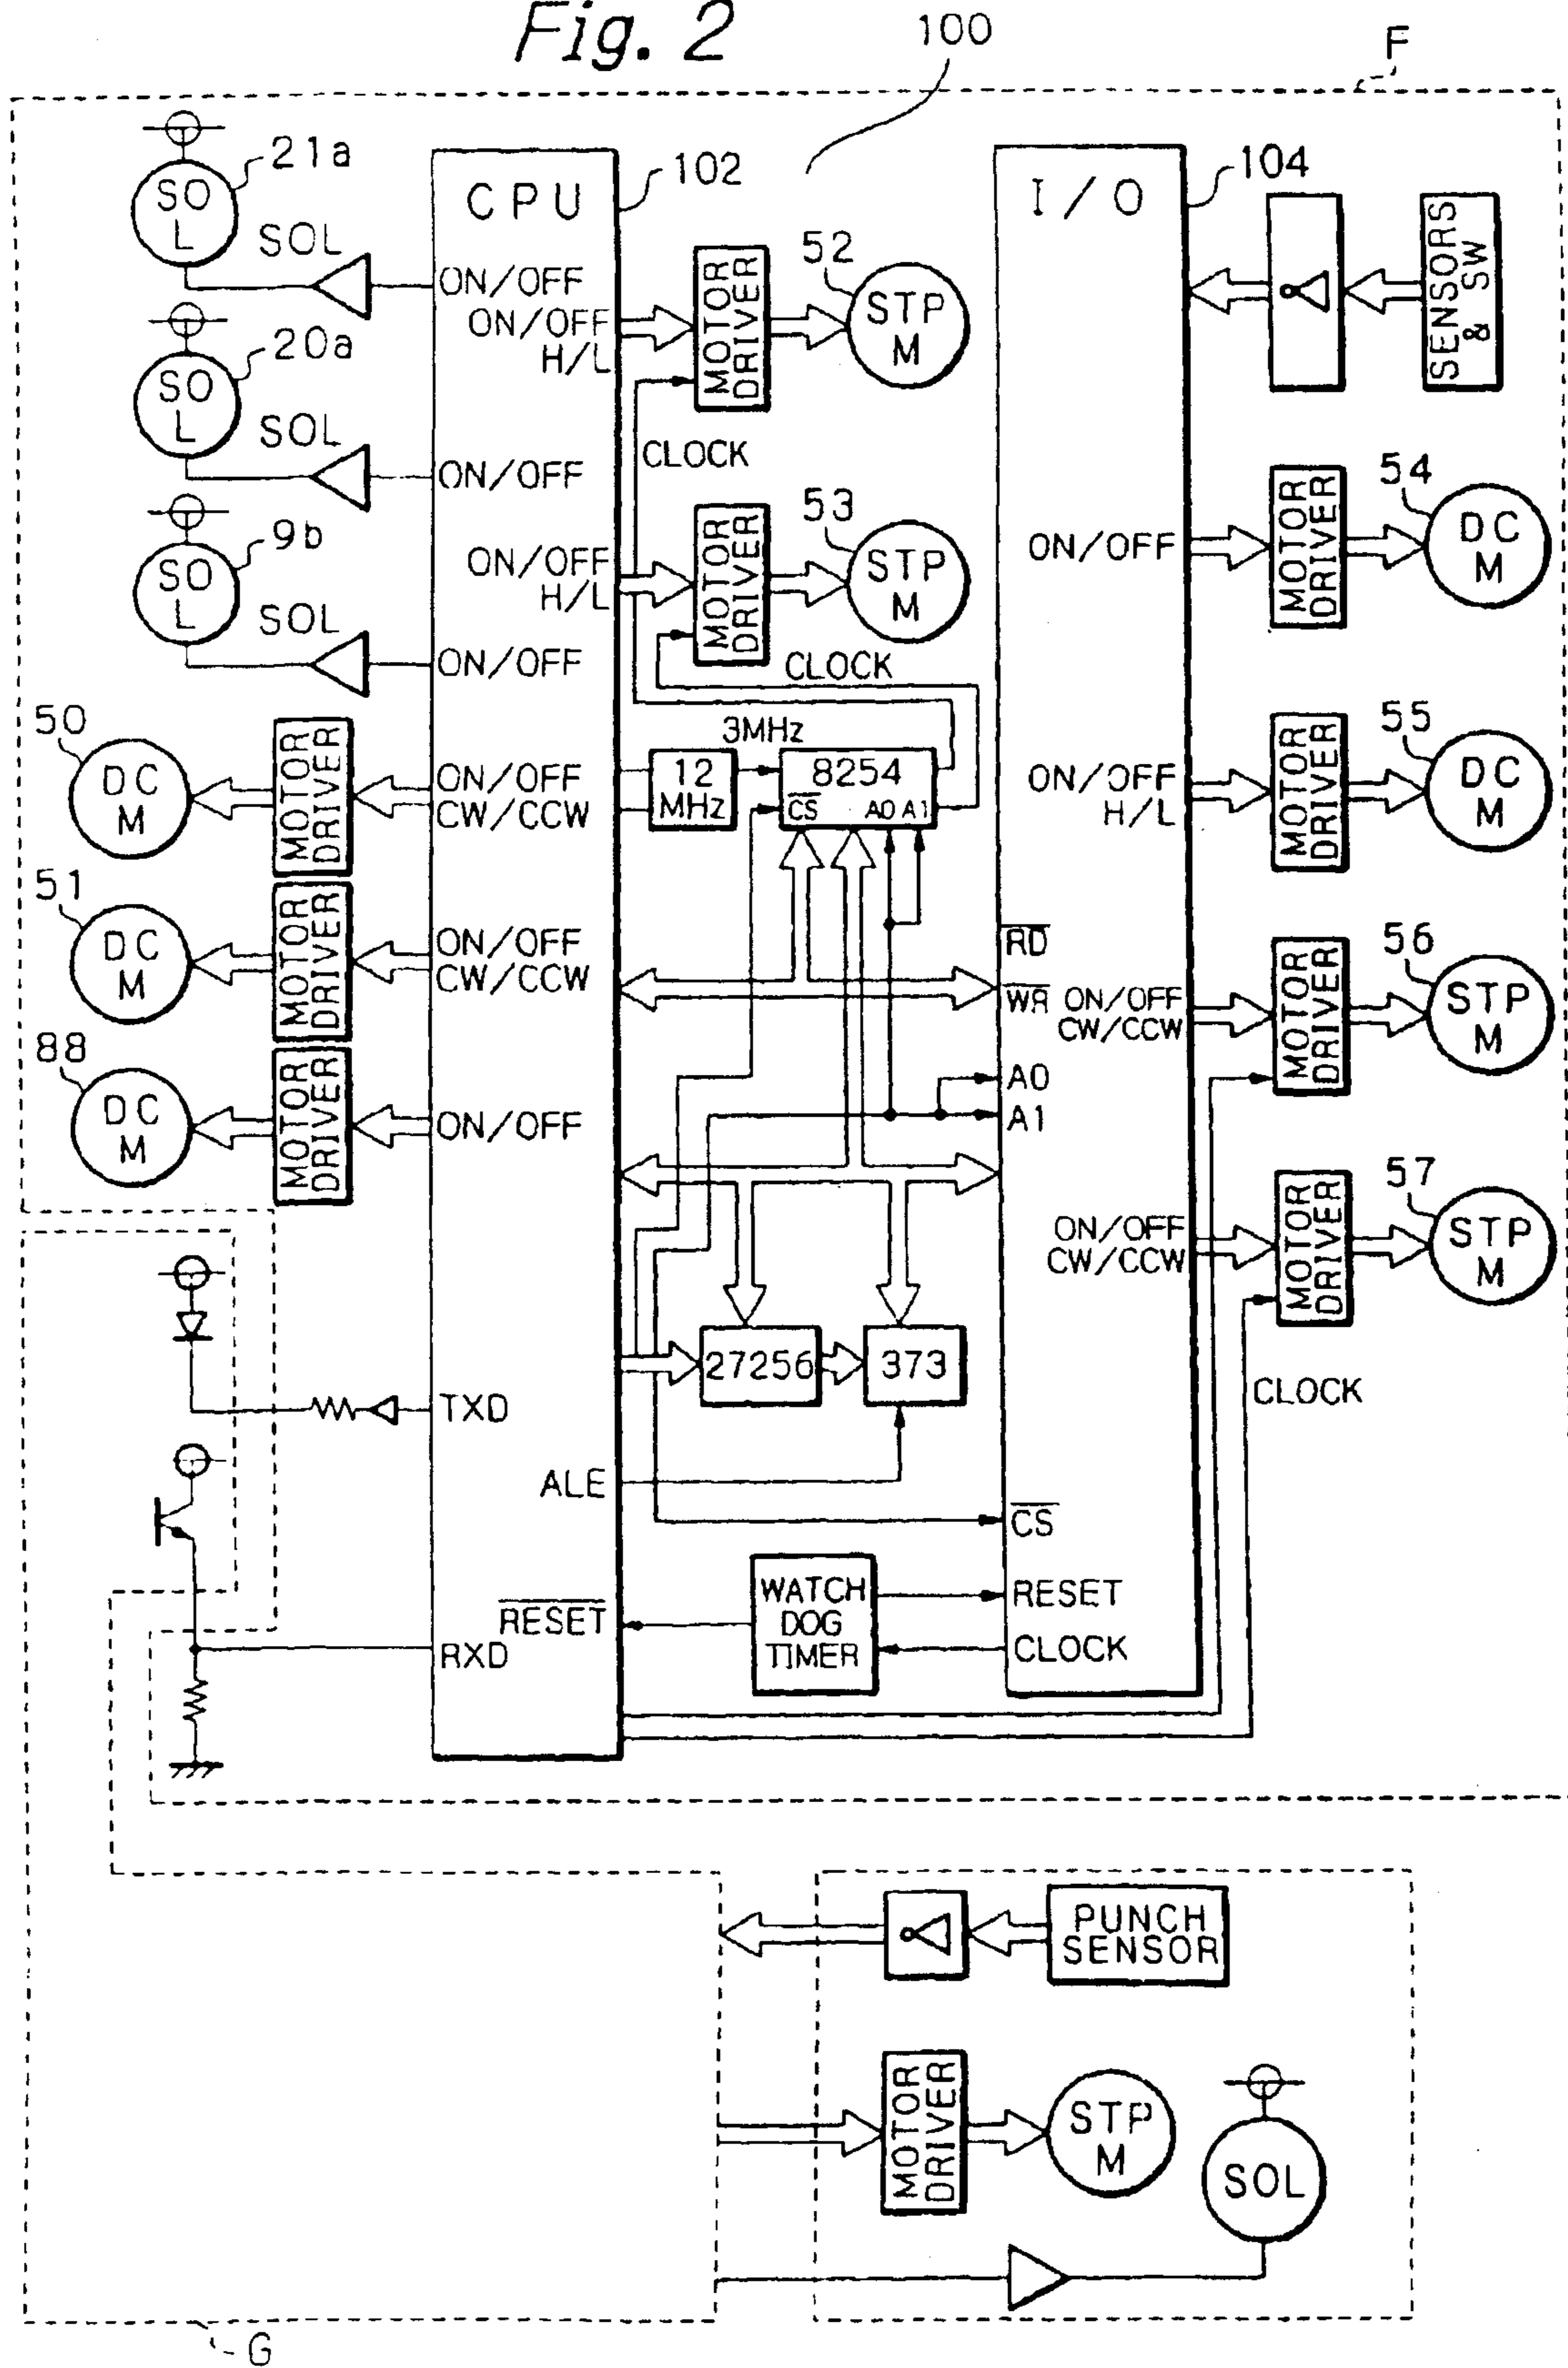 Fig. 2
100
F
21a
SO
L
SOL
20a
SO
L
SOL
9b
SO
L
SOL
50
DC
M
MOTOR
DRIVER
51
DC
M
MOTOR
DRIVER
88
DC
M
MOTOR
DRIVER
CPU
102
ON/OFF
ON/OFF
H/L
ON/OFF
ON/OFF
H/L
ON/OFF
ON/OFF
CW/CCW
ON/OFF
CW/CCW
ON/OFF
TXD
ALE
RESET
RXD
MOTOR
DRIVER
52
STP
M
CLOCK
MOTOR
DRIVER
53
STP
M
CLOCK
3MHz
12
MHz
8254
CS A0 A1
27256
373
WATCH
DOG
TIMER
I/O
104
ON/OFF
ON/OFF
H/L
RD
WR
ON/OFF
CW/CCW
A0
A1
ON/OFF
CW/CCW
CS
RESET
CLOCK
SENSORS
& SW
MOTOR
DRIVER
54
DC
M
MOTOR
DRIVER
55
DC
M
MOTOR
DRIVER
56
STP
M
MOTOR
DRIVER
57
STP
M
CLOCK
PUNCH
SENSOR
MOTOR
DRIVER
STP
M
SOL
G